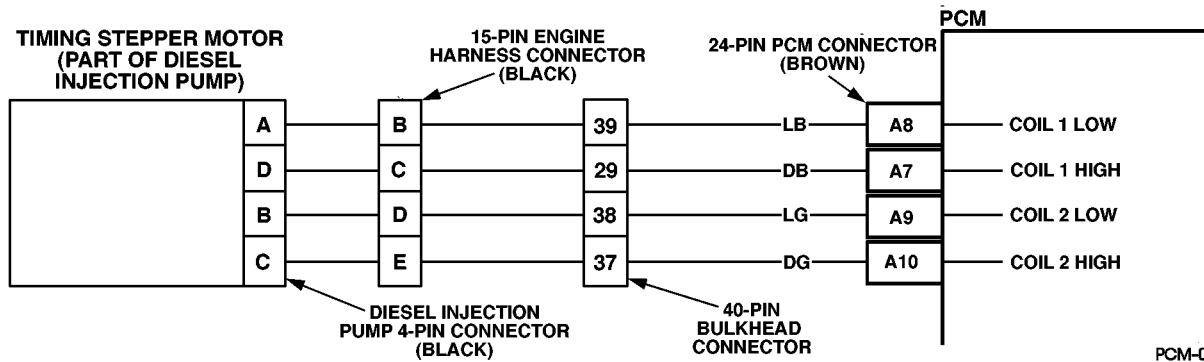 PCM
TIMING STEPPER MOTOR
(PART OF DIESEL
INJECTION PUMP)
15-PIN ENGINE
HARNESS CONNECTOR
(BLACK)
24-PIN PCM CONNECTOR
(BROWN)
A B 39 LB A8 COIL 1 LOW
D C 29 DB A7 COIL 1 HIGH
B D 38 LG A9 COIL 2 LOW
C E 37 DG A10 COIL 2 HIGH
DIESEL INJECTION
PUMP 4-PIN CONNECTOR
(BLACK)
40-PIN
BULKHEAD
CONNECTOR